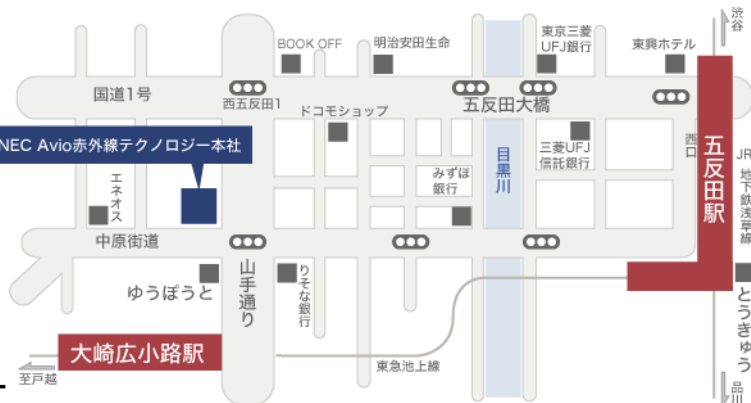 渋谷
BOOK OFF
明治安田生命
東京三菱
UFJ銀行
東興ホテル
国道1号
西五反田1
ドコモショップ
五反田大橋
NEC Avio赤外線テクノロジー本社
エネオス
みずほ
銀行
目黒川
三菱UFJ
信託銀行
西口
五反田駅
JR
地下鉄浅草線
中原街道
ゆうぽうと
山手通り
りそな銀行
とうきゅう
大崎広小路駅
至戸越
東急池上線
品川